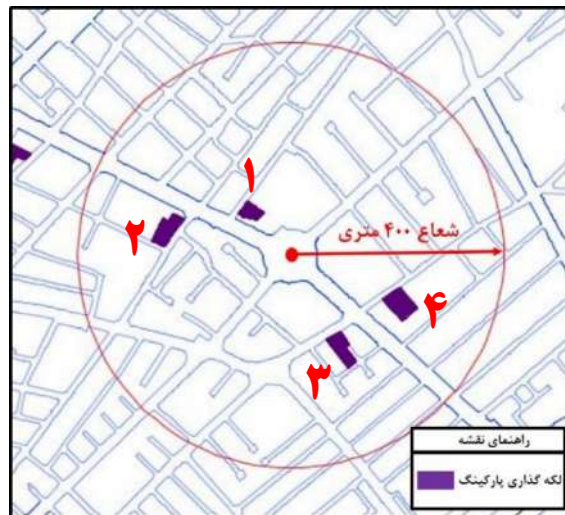 ۱
۲
شعاع ۴۰۰ متری
۴
۳
راهنمای نقشه
لکه گذاری پارکینگ